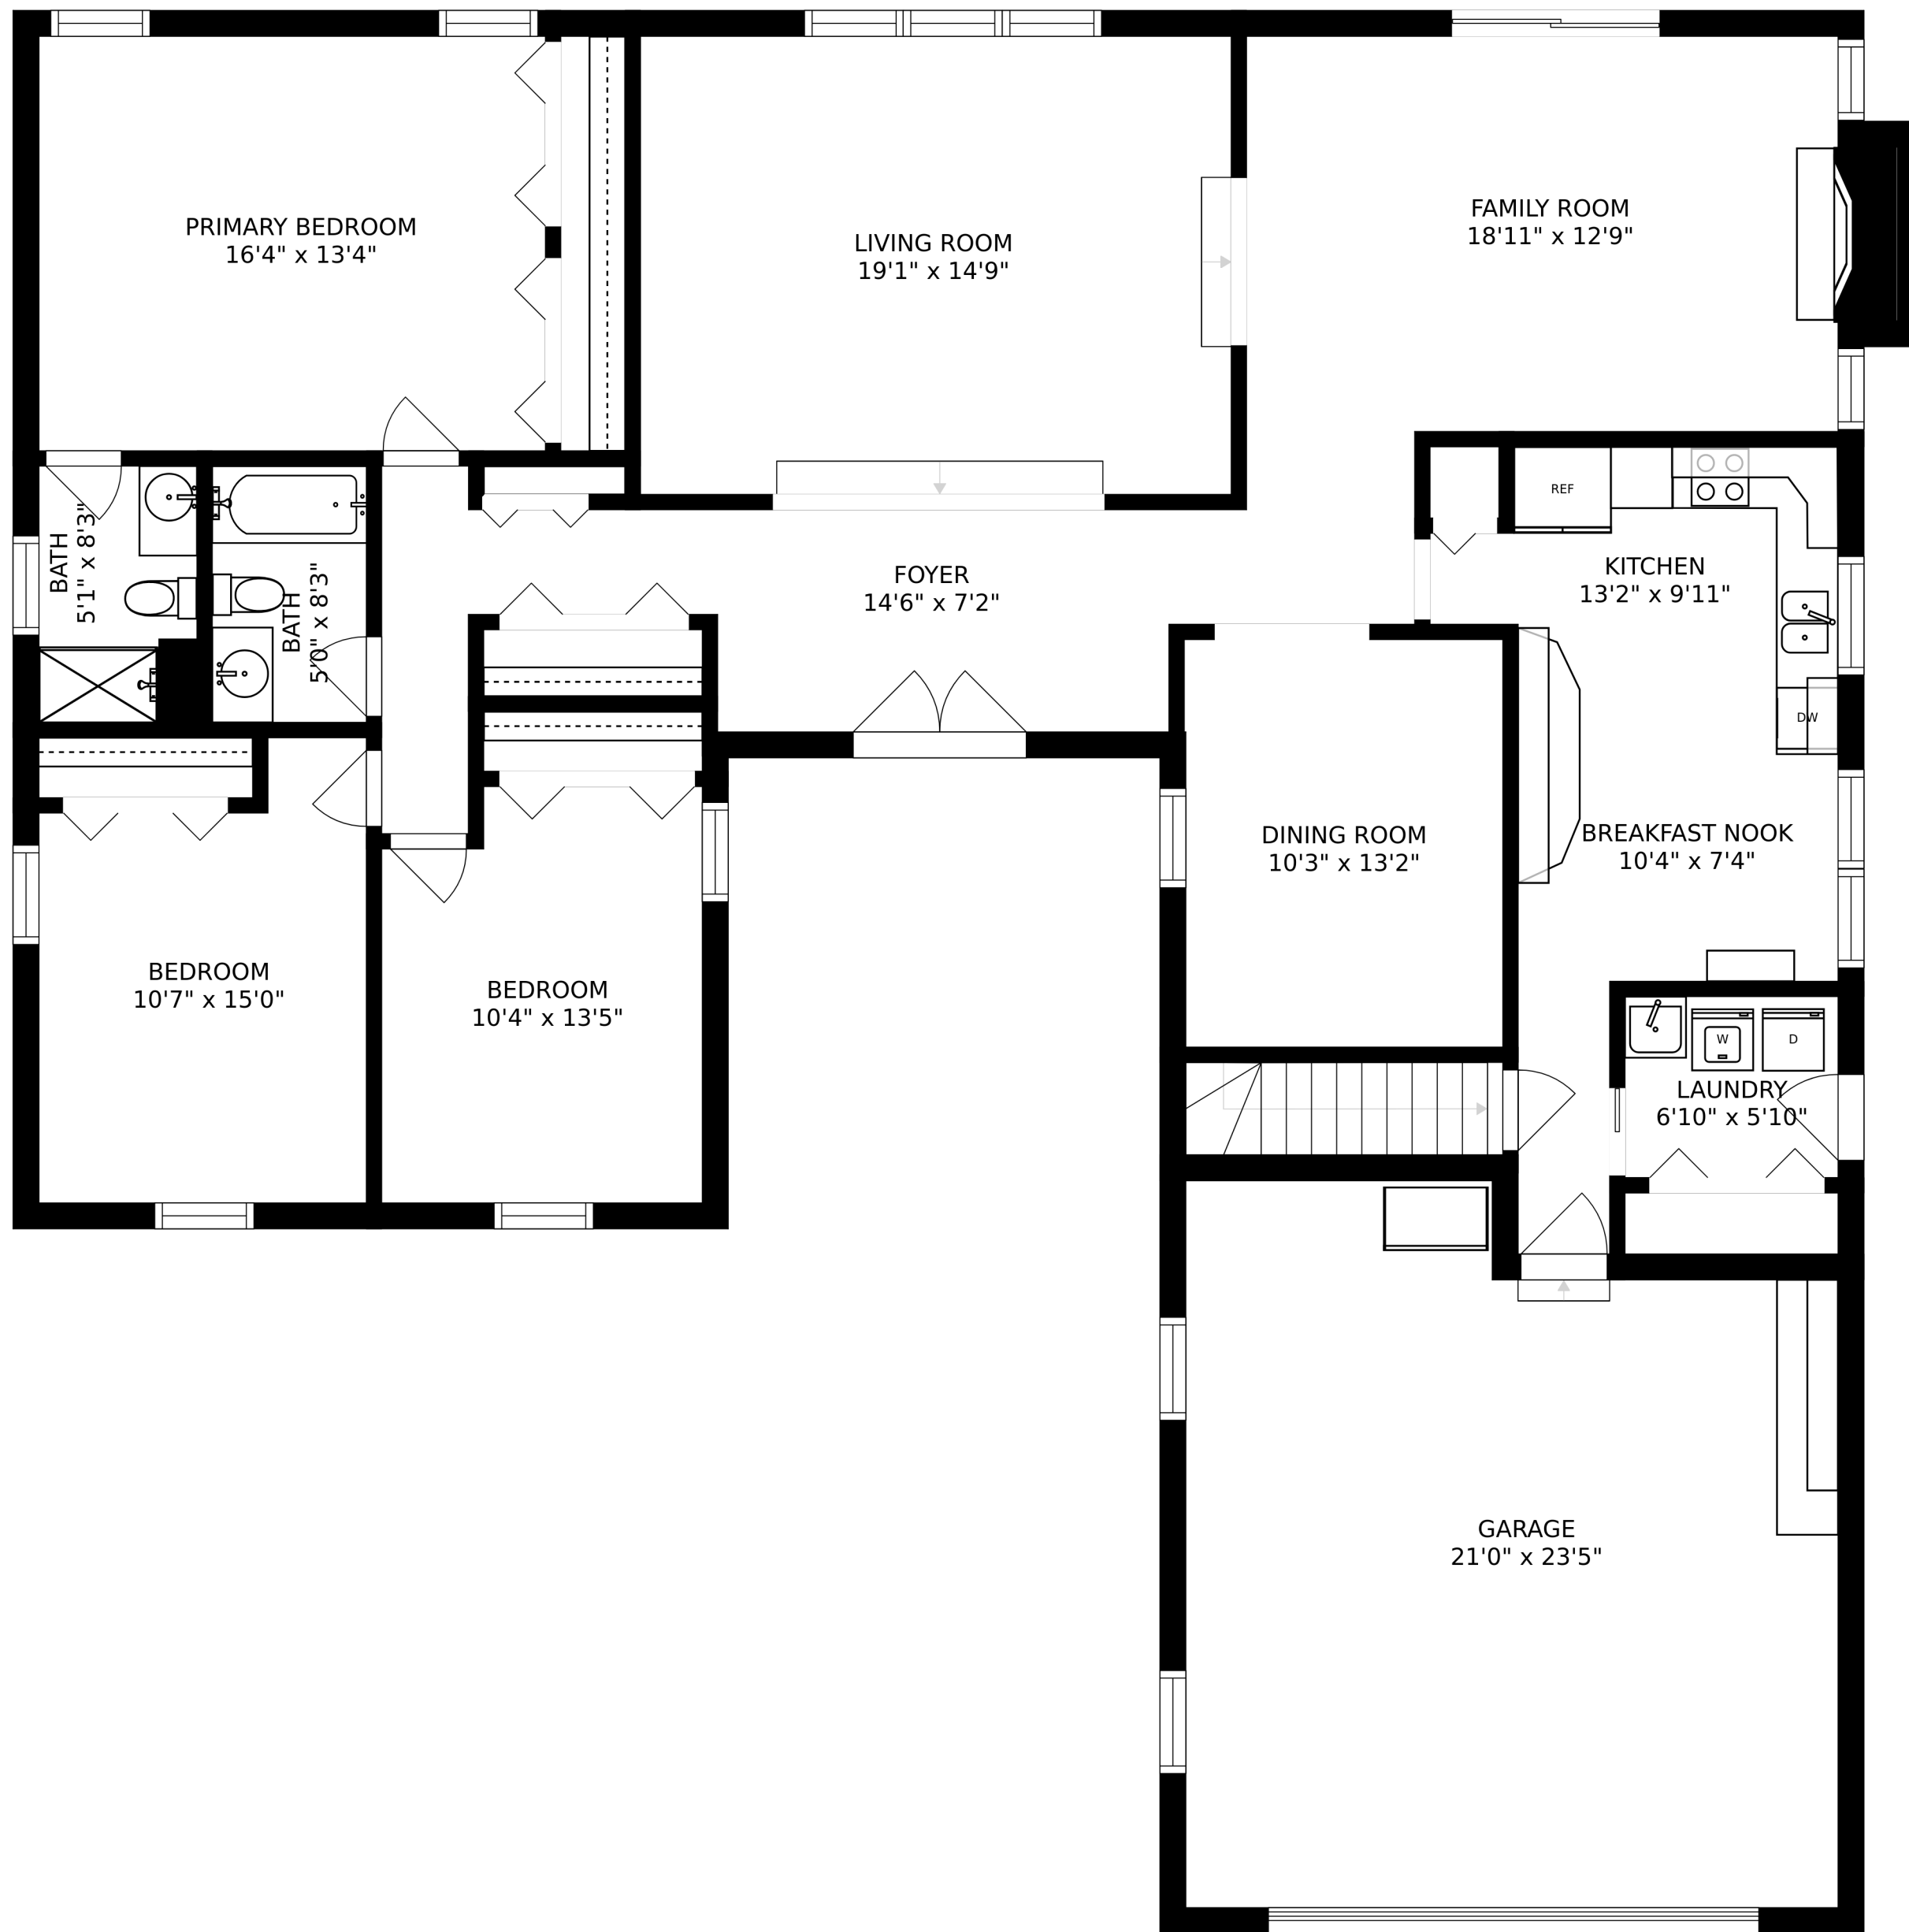 PRIMARY BEDROOM
16'4" x 13'4"
LIVING ROOM
19'1" x 14'9"
FAMILY ROOM
18'11" x 12'9"
REF
BATH
5'1" x 8'3"
BATH
5'0" x 8'3"
FOYER
14'6" x 7'2"
KITCHEN
13'2" x 9'11"
DW
DINING ROOM
10'3" x 13'2"
BREAKFAST NOOK
10'4" x 7'4"
BEDROOM
10'7" x 15'0"
BEDROOM
10'4" x 13'5"
W
D
LAUNDRY
6'10" x 5'10"
GARAGE
21'0" x 23'5"